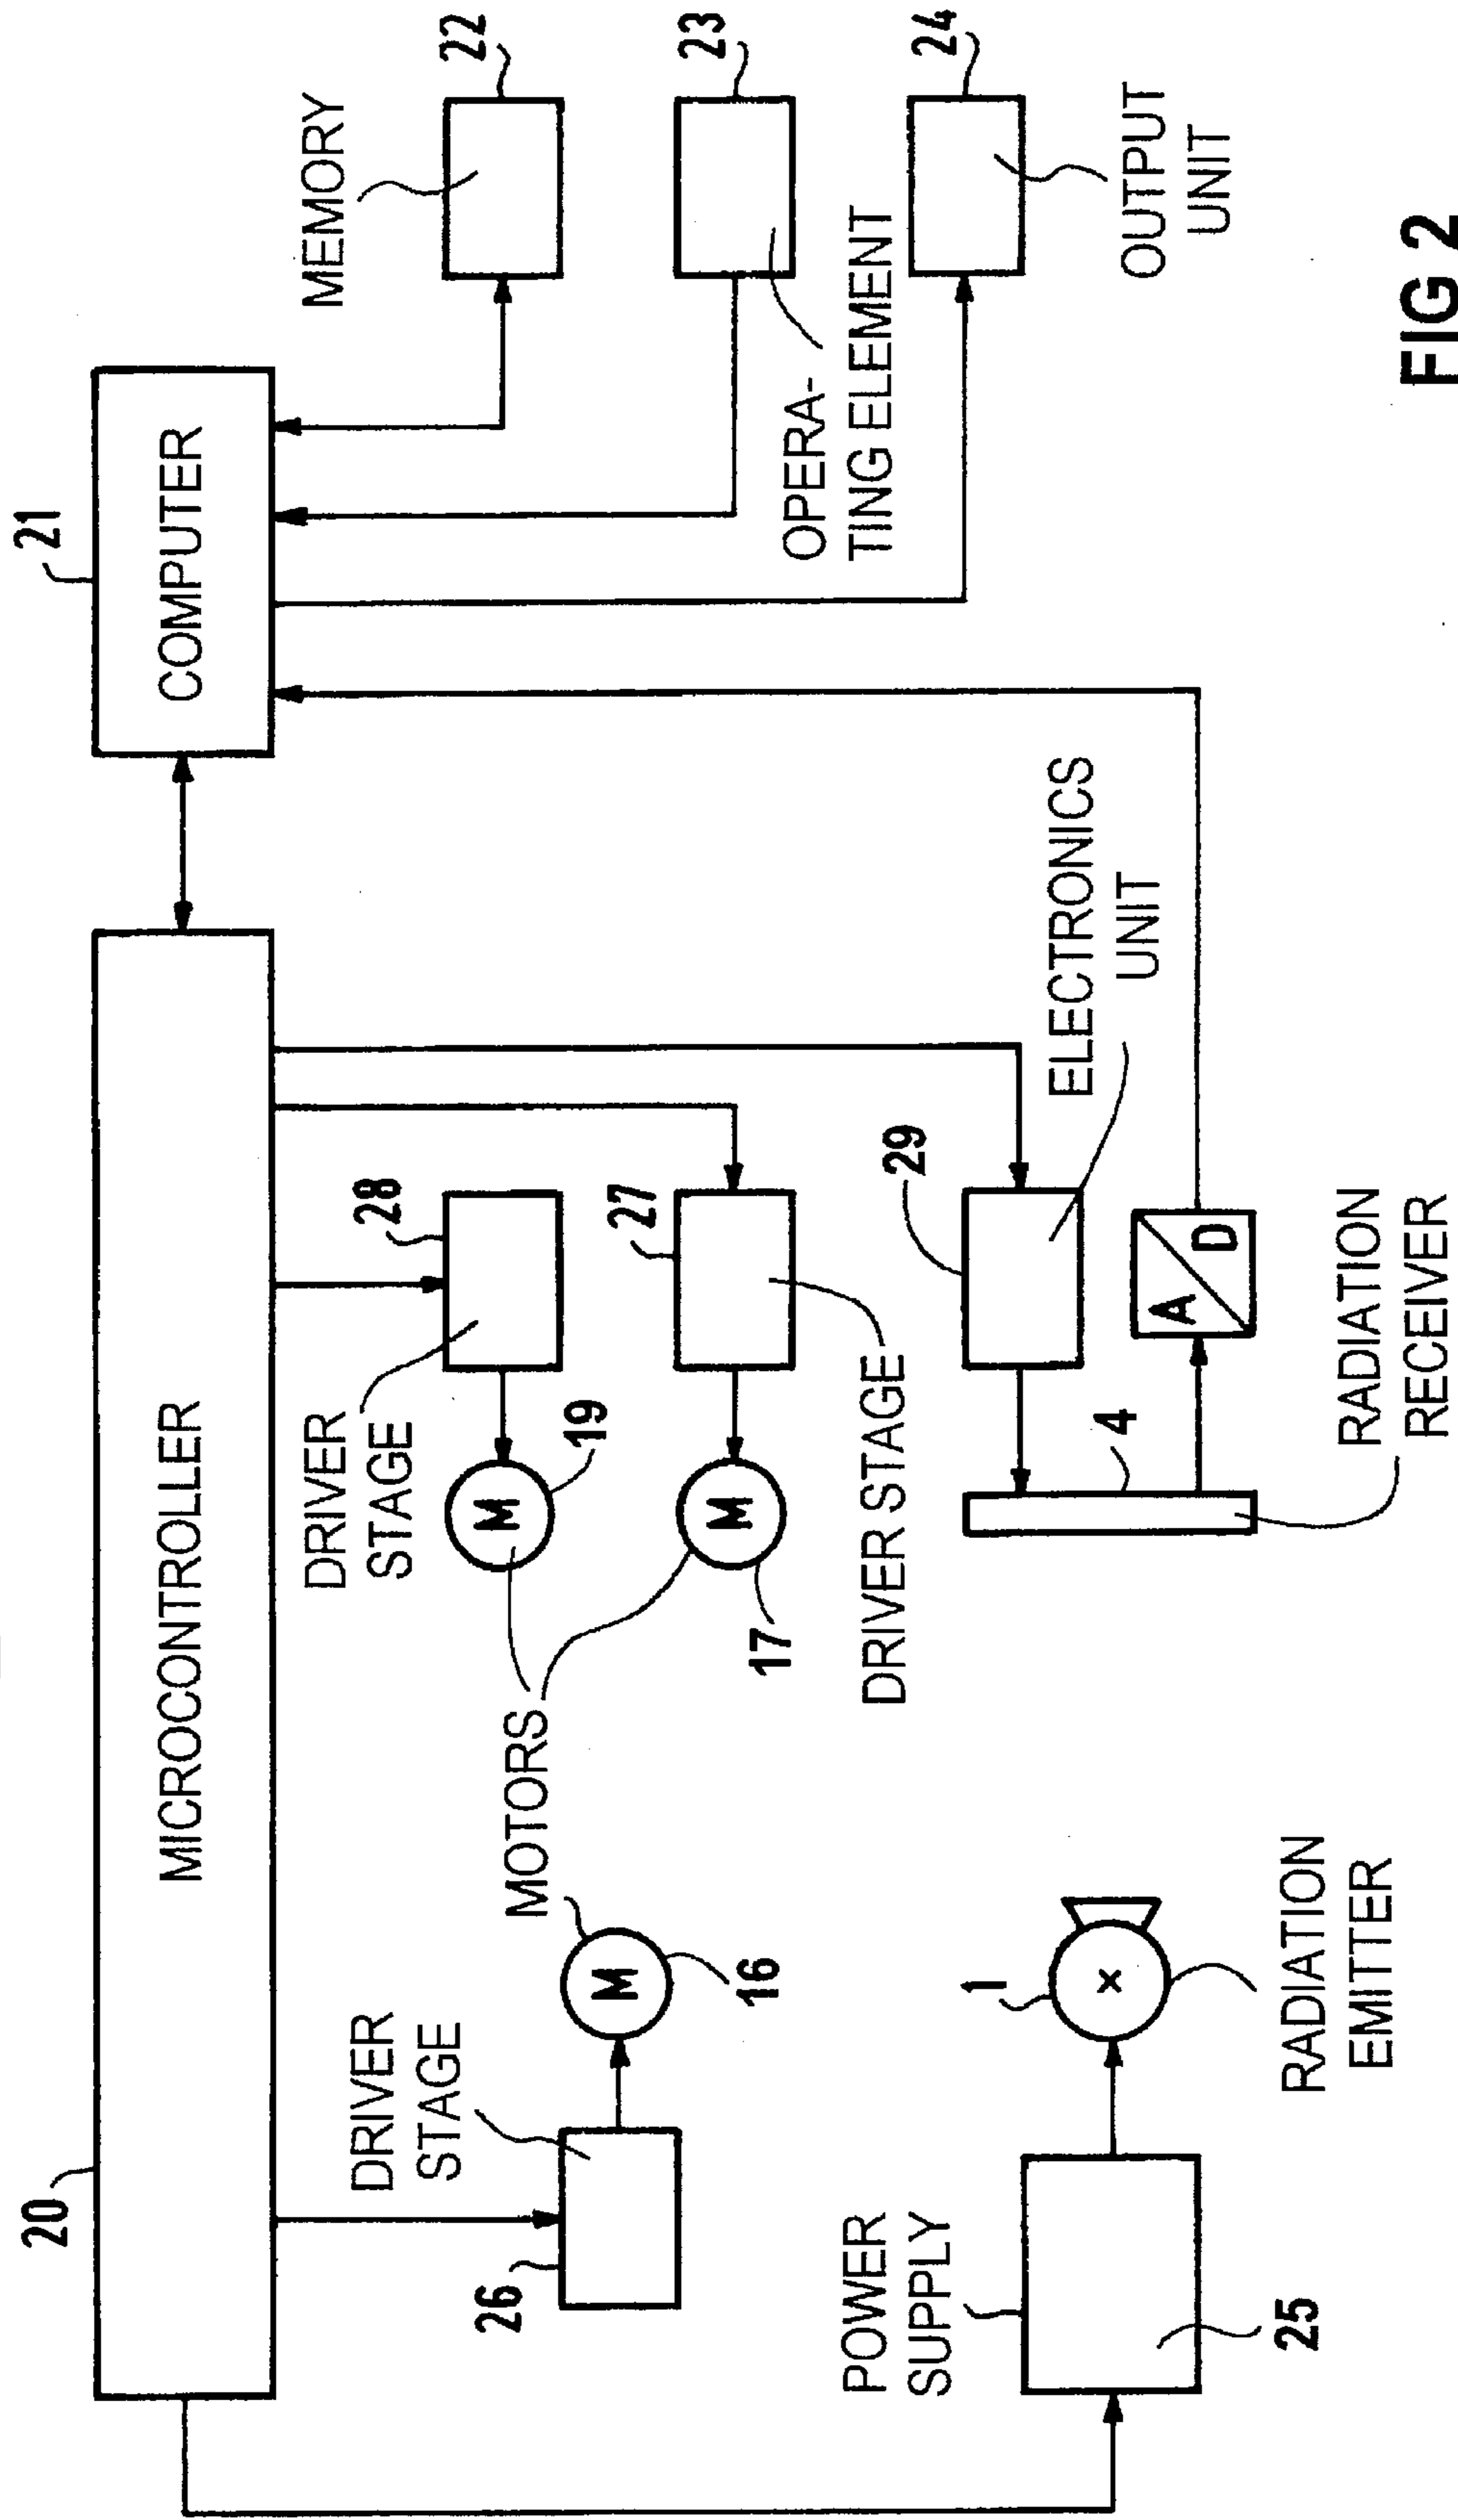 20
MICROCONTROLLER
21
COMPUTER
MEMORY
22
23
OPERA-
TING ELEMENT
24
OUTPUT
UNIT
DRIVER
STAGE
26
M
16
MOTORS
DRIVER
STAGE
28
M
19
27
M
17
DRIVER STAGE
29
ELECTRONICS
UNIT
A
D
4
RADIATION
RECEIVER
POWER
SUPPLY
25
1
x
RADIATION
EMITTER
FIG 2